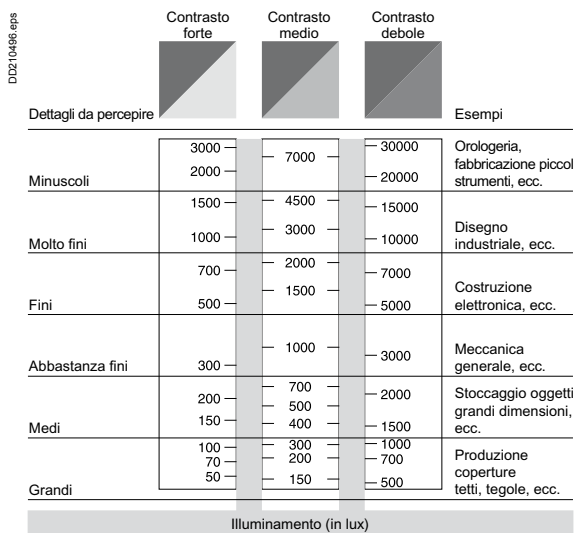 DD210496.eps
Contrasto forte
Contrasto medio
Contrasto debole
Dettagli da percepire
Esempi
Minuscoli
3000
2000
7000
30000
20000
Orologeria,
fabbricazione piccol
strumenti, ecc.
Molto fini
1500
1000
4500
3000
15000
10000
Disegno
industriale, ecc.
Fini
700
500
2000
1500
7000
5000
Costruzione
elettronica, ecc.
Abbastanza fini
300
1000
3000
Meccanica
generale, ecc.
Medi
200
150
700
500
400
2000
1500
Stoccaggio oggetti
grandi dimensioni,
ecc.
Grandi
100
70
50
300
200
150
1000
700
500
Produzione
coperture
tetti, tegole, ecc.
Illuminamento (in lux)